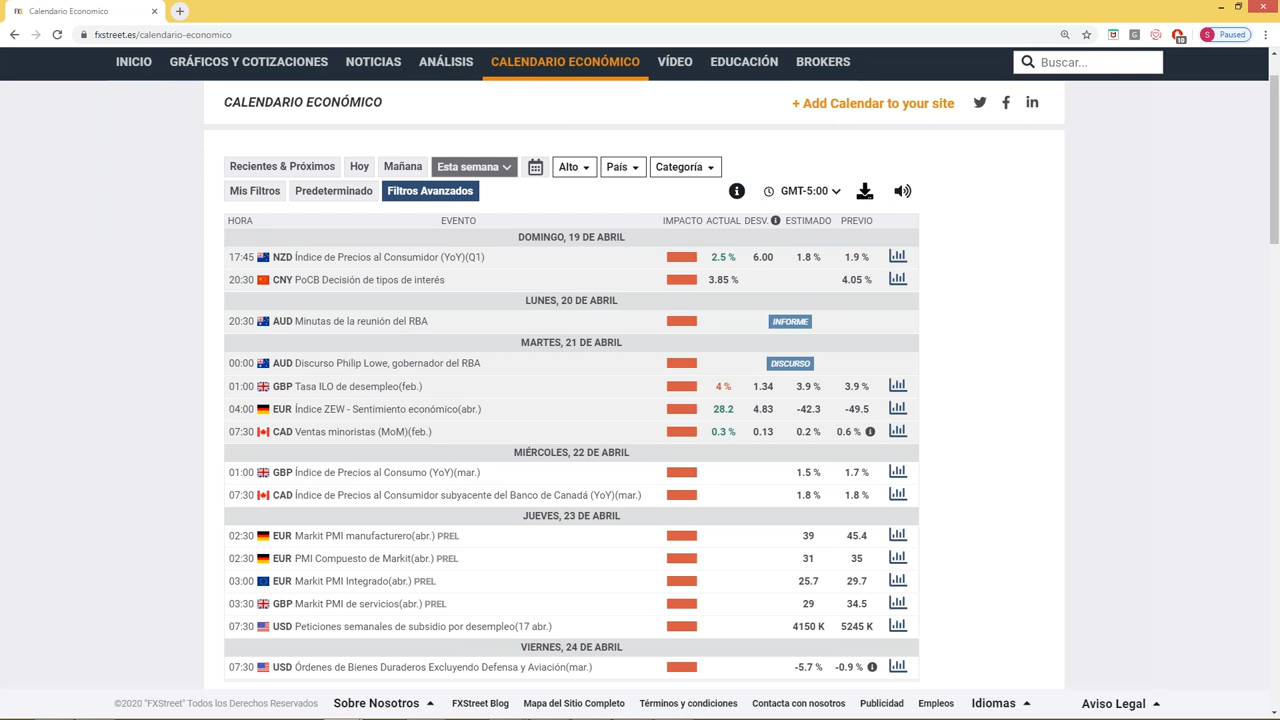 Calendario Economico
fxstreet.es/calendario-economico
10
S Paused
INICIO GRÁFICOS Y COTIZACIONES NOTICIAS ANÁLISIS CALENDARIO ECONÓMICO VÍDEO EDUCACIÓN BROKERS Buscar...
CALENDARIO ECONÓMICO + Add Calendar to your site
Recientes & Próximos Hoy Mañana Esta semana Alto País Categoría
Mis Filtros Predeterminado Filtros Avanzados GMT-5:00
HORA EVENTO IMPACTO ACTUAL DESV. ESTIMADO PREVIO
DOMINGO, 19 DE ABRIL
17:45 NZD Índice de Precios al Consumidor (YoY)(Q1) 2.5 % 6.00 1.8 % 1.9 %
20:30 CNY PoCB Decisión de tipos de interés 3.85 % 4.05 %
LUNES, 20 DE ABRIL
20:30 AUD Minutas de la reunión del RBA INFORME
MARTES, 21 DE ABRIL
00:00 AUD Discurso Philip Lowe, gobernador del RBA DISCURSO
01:00 GBP Tasa ILO de desempleo(feb.) 4 % 1.34 3.9 % 3.9 %
04:00 EUR Índice ZEW - Sentimiento económico(abr.) 28.2 4.83 -42.3 -49.5
07:30 CAD Ventas minoristas (MoM)(feb.) 0.3 % 0.13 0.2 % 0.6 %
MIÉRCOLES, 22 DE ABRIL
01:00 GBP Índice de Precios al Consumo (YoY)(mar.) 1.5 % 1.7 %
07:30 CAD Índice de Precios al Consumidor subyacente del Banco de Canadá (YoY)(mar.) 1.8 % 1.8 %
JUEVES, 23 DE ABRIL
02:30 EUR Markit PMI manufacturero(abr.) PREL 39 45.4
02:30 EUR PMI Compuesto de Markit(abr.) PREL 31 35
03:00 EUR Markit PMI Integrado(abr.) PREL 25.7 29.7
03:30 GBP Markit PMI de servicios(abr.) PREL 29 34.5
07:30 USD Peticiones semanales de subsidio por desempleo(17 abr.) 4150 K 5245 K
VIERNES, 24 DE ABRIL
07:30 USD Órdenes de Bienes Duraderos Excluyendo Defensa y Aviación(mar.) -5.7 % -0.9 %
©2020 "FXStreet" Todos los Derechos Reservados Sobre Nosotros FXStreet Blog Mapa del Sitio Completo Términos y condiciones Contacta con nosotros Publicidad Empleos Idiomas Aviso Legal